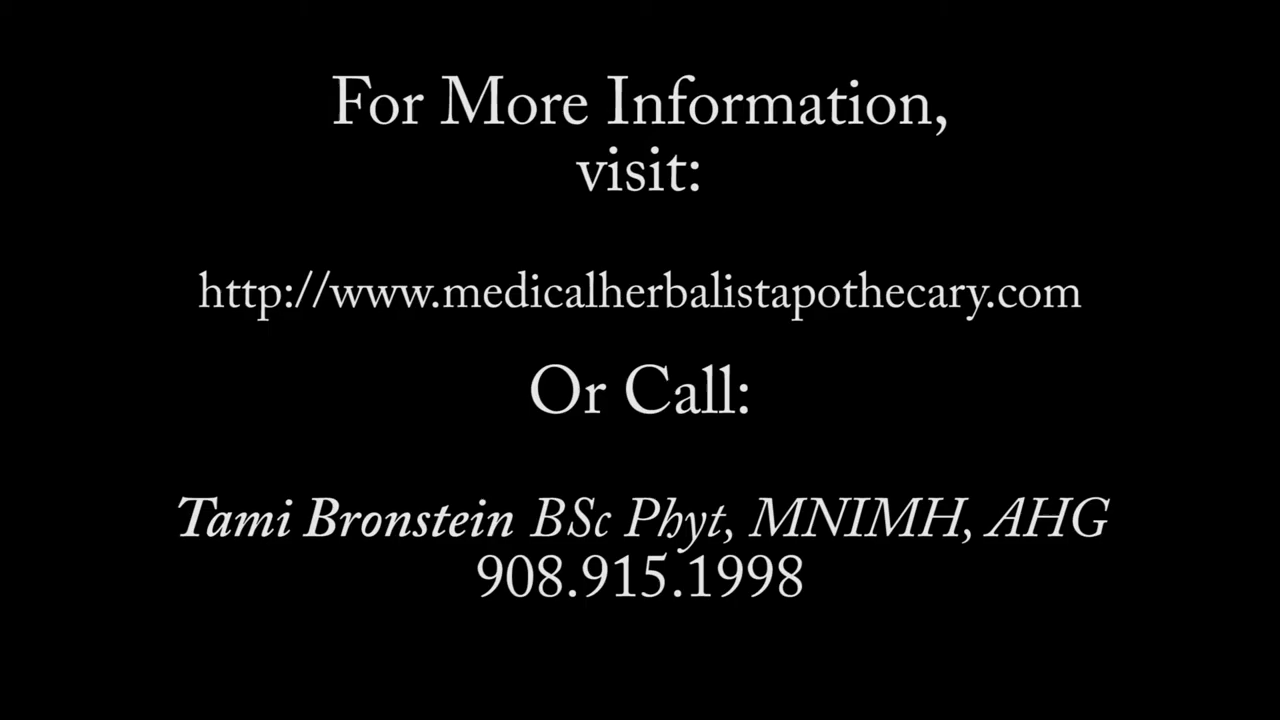 For More Information,
visit:
http://www.medicalherbalistapothecary.com
Or Call:
Tami Bronstein BSc Phyt, MNIMH, AHG
908.915.1998